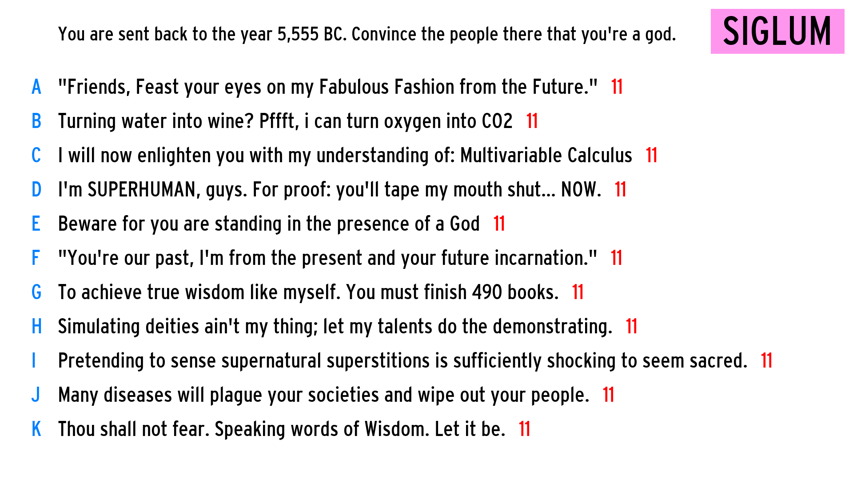 You are sent back to the year 5,555 BC. Convince the people there that you're a god.
SIGLUM
A "Friends, Feast your eyes on my Fabulous Fashion from the Future." 11
B Turning water into wine? Pffft, i can turn oxygen into CO2 11
C I will now enlighten you with my understanding of: Multivariable Calculus 11
D I'm SUPERHUMAN, guys. For proof: you'll tape my mouth shut... NOW. 11
E Beware for you are standing in the presence of a God 11
F "You're our past, I'm from the present and your future incarnation." 11
G To achieve true wisdom like myself. You must finish 490 books. 11
H Simulating deities ain't my thing; let my talents do the demonstrating. 11
I Pretending to sense supernatural superstitions is sufficiently shocking to seem sacred. 11
J Many diseases will plague your societies and wipe out your people. 11
K Thou shall not fear. Speaking words of Wisdom. Let it be. 11